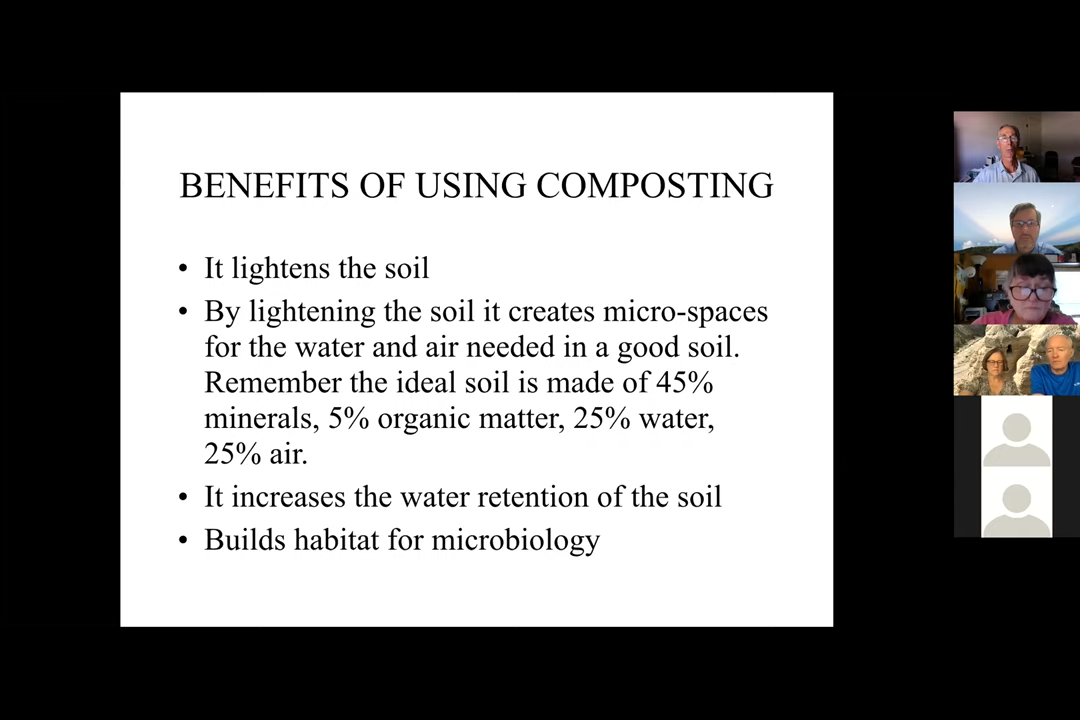 BENEFITS OF USING COMPOSTING
• It lightens the soil
• By lightening the soil it creates micro-spaces
for the water and air needed in a good soil.
Remember the ideal soil is made of 45%
minerals, 5% organic matter, 25% water,
25% air.
• It increases the water retention of the soil
• Builds habitat for microbiology